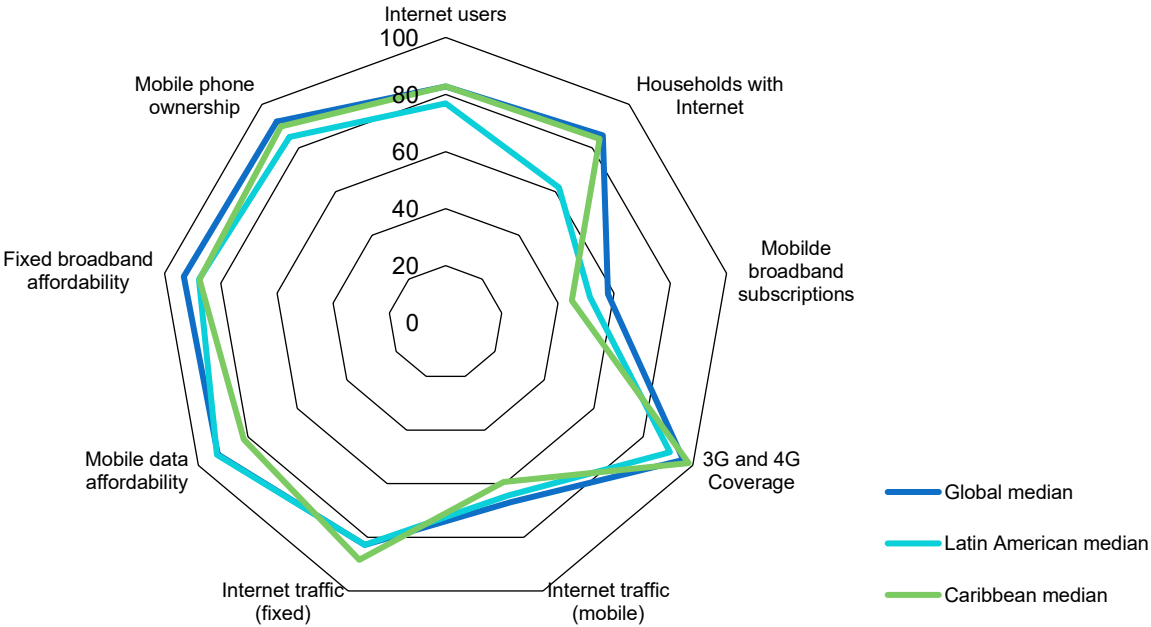 Internet users
100
Mobile phone
ownership
Households with
Internet
80
60
40
20
0
Fixed broadband
affordability
Mobilde
broadband
subscriptions
Mobile data
affordability
3G and 4G
Coverage
Internet traffic
(fixed)
Internet traffic
(mobile)
Global median
Latin American median
Caribbean median